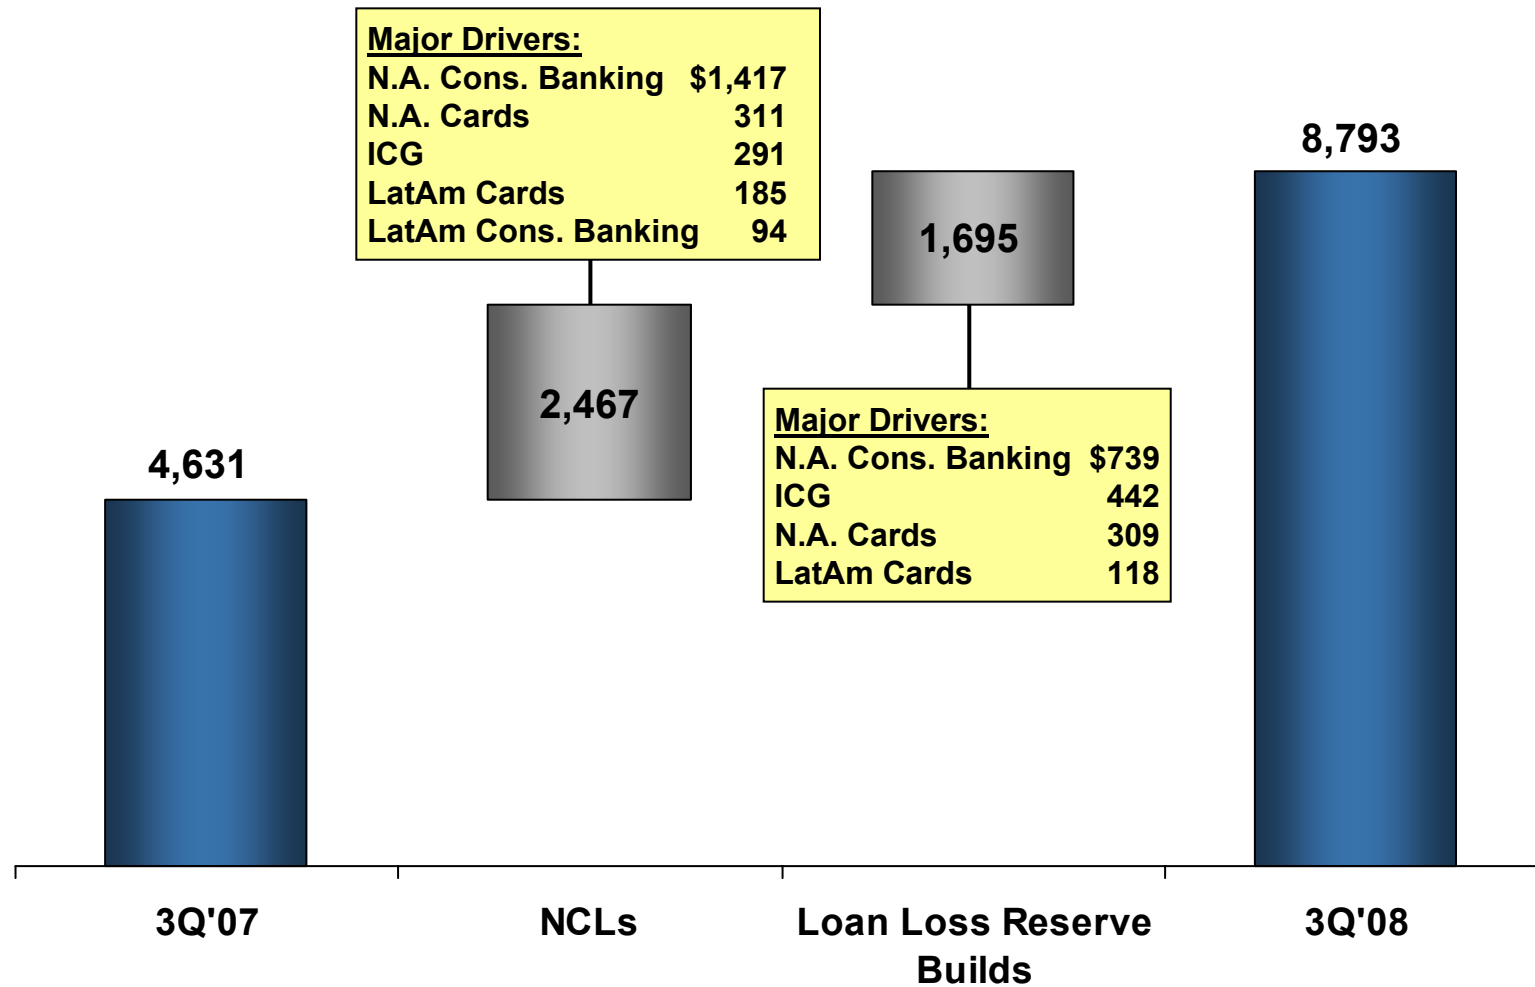 Major Drivers:
N.A. Cons. Banking $1,417
N.A. Cards 311
ICG 291
LatAm Cards 185
LatAm Cons. Banking 94
8,793
1,695
2,467
4,631
Major Drivers:
N.A. Cons. Banking $739
ICG 442
N.A. Cards 309
LatAm Cards 118
3Q'07
NCLs
Loan Loss Reserve
Builds
3Q'08